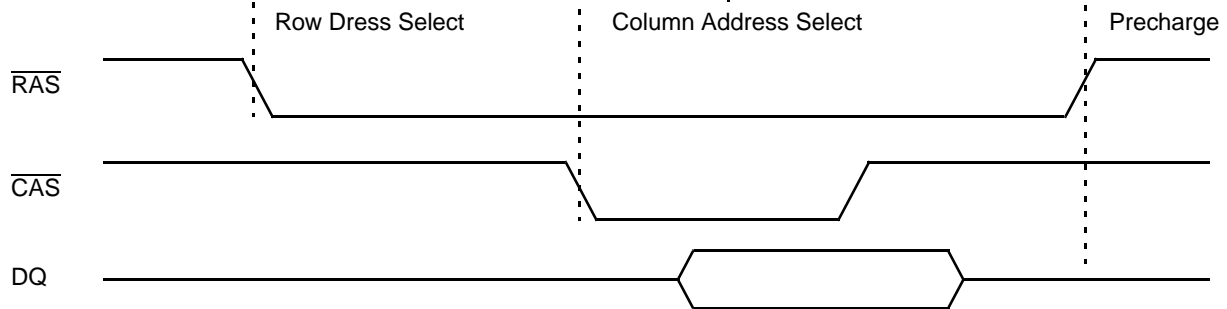 Row Dress Select
Column Address Select
Precharge
RAS
CAS
DQ